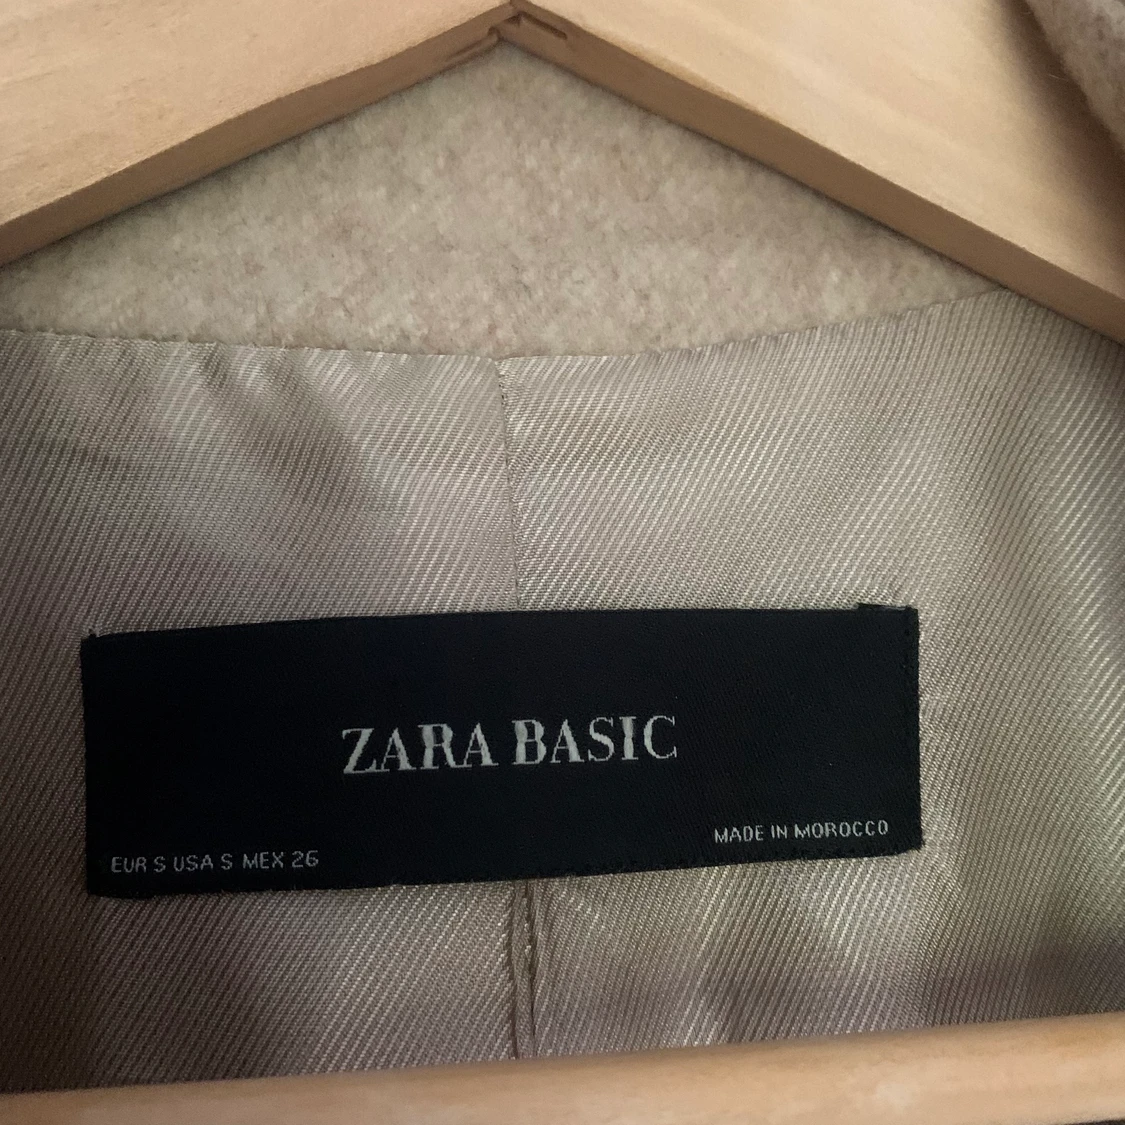 ZARA BASIC
MADE IN MOROCCO
EUR S USA S MEX 26